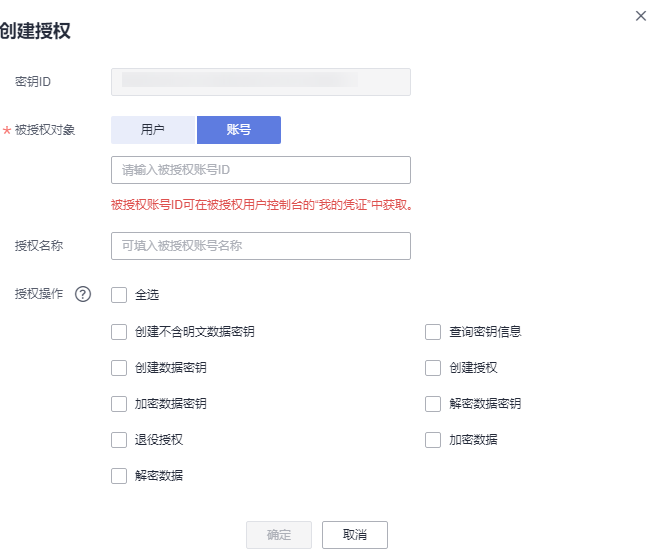 创建授权
密钥ID
* 被授权对象 用户 账号
请输入被授权账号ID
被授权账号ID可在被授权用户控制台的“我的凭证”中获取。
授权名称 可填入被授权账号名称
授权操作 ? 全选
创建不含明文数据密钥 查询密钥信息
创建数据密钥 创建授权
加密数据密钥 解密数据密钥
退役授权 加密数据
解密数据
确定 取消